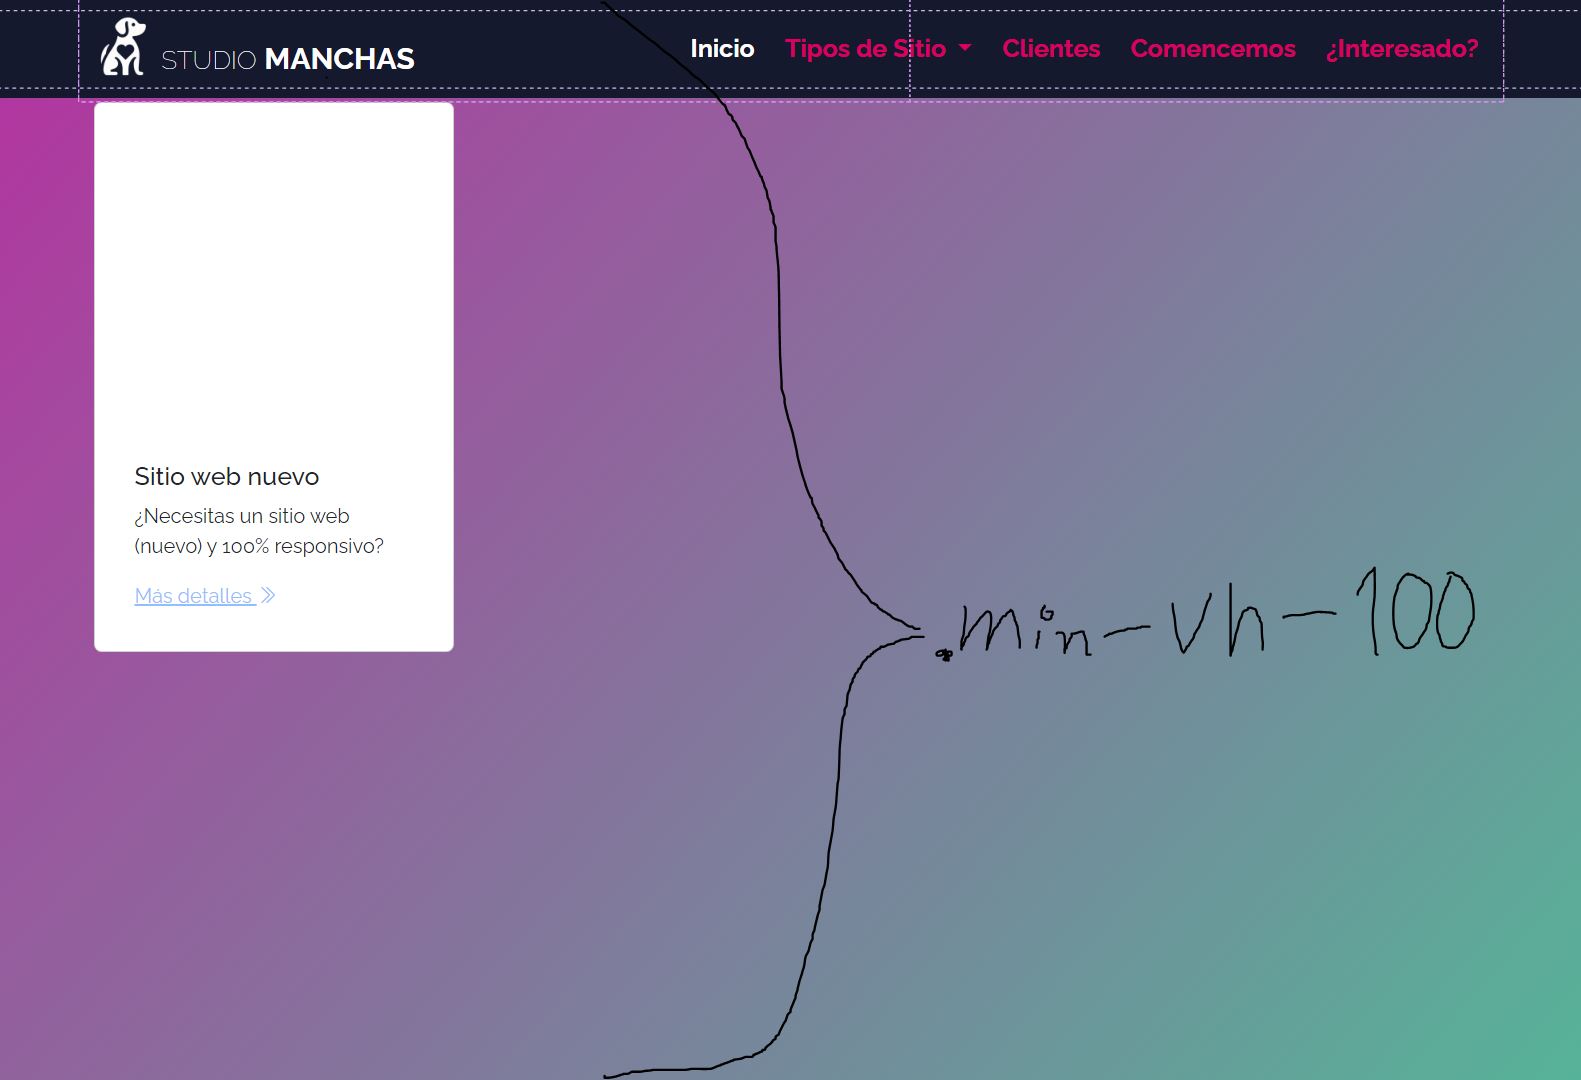 STUDIO MANCHAS
Inicio Tipos de Sitio Clientes Comencemos ¿Interesado?
Sitio web nuevo
¿Necesitas un sitio web
(nuevo) y 100% responsivo?
Más detalles
.min-vh-100